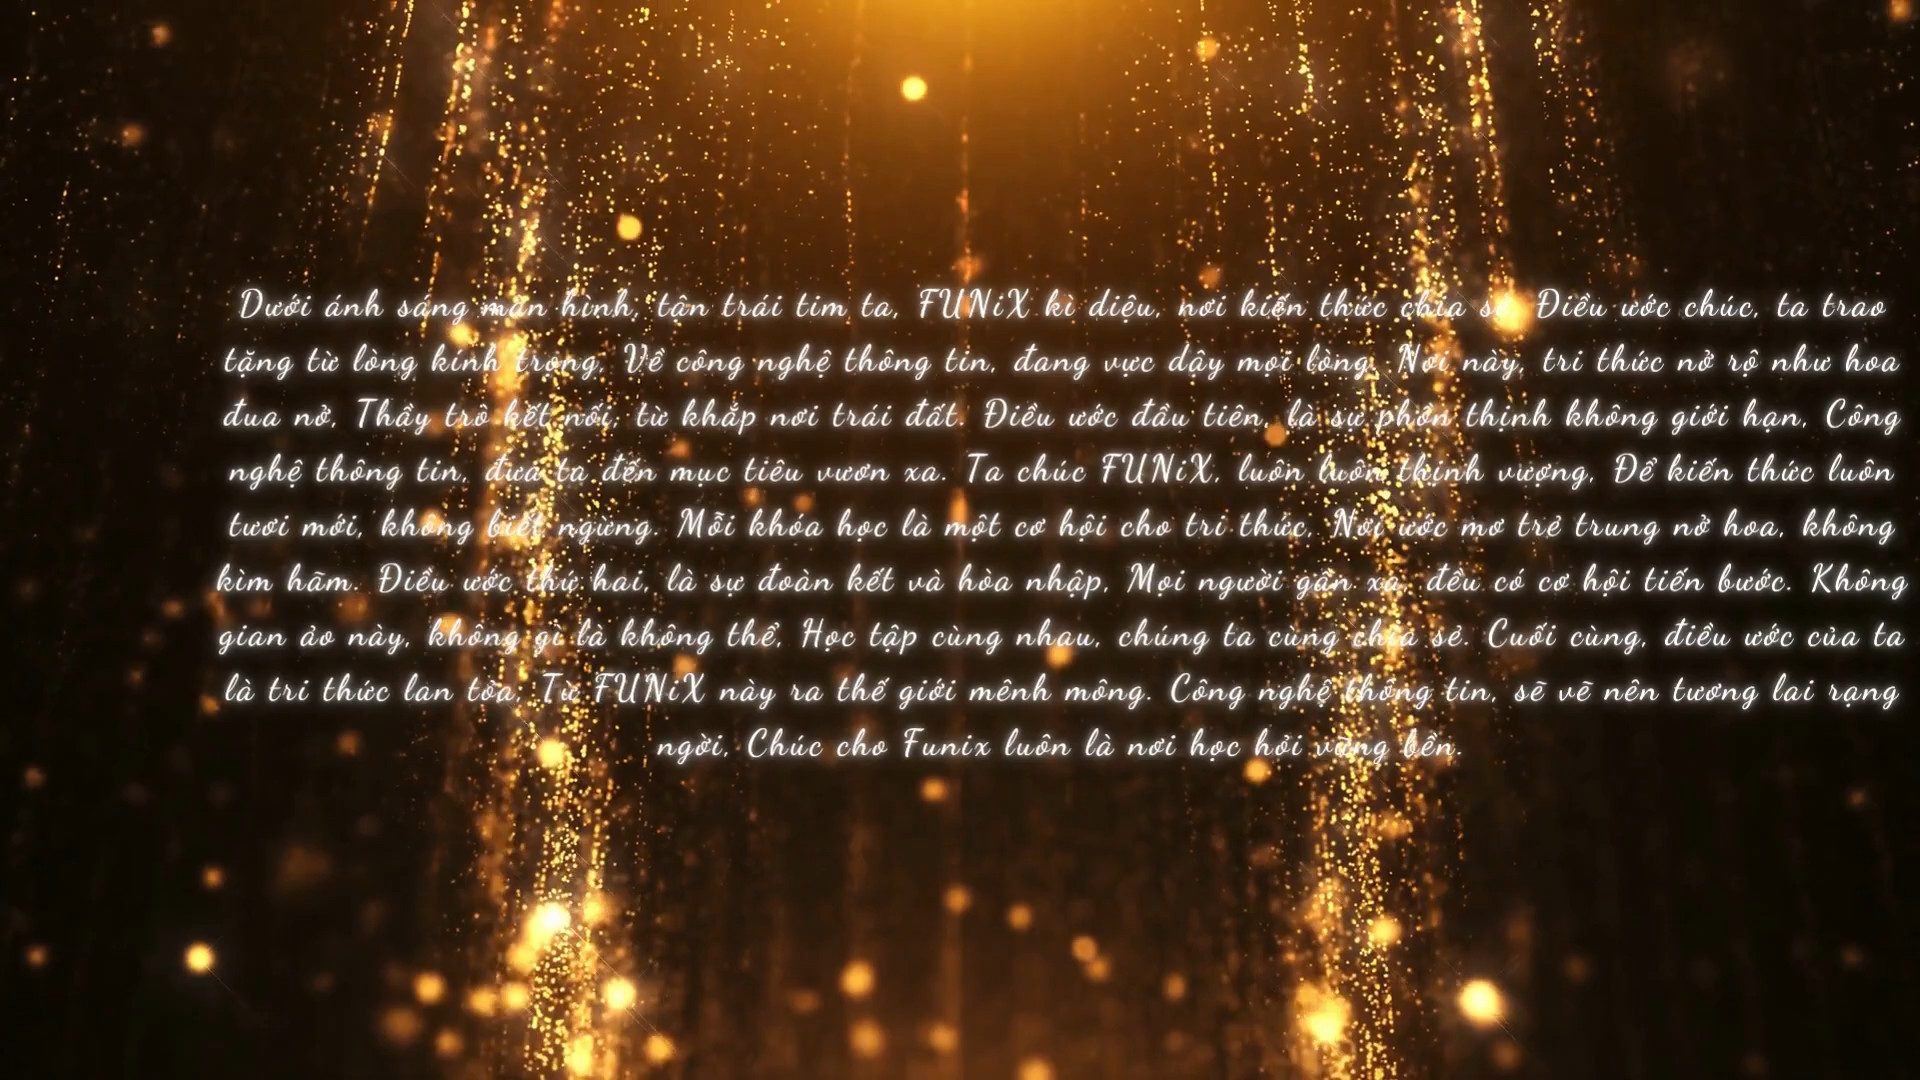 Dưới ánh sáng màn hình, tận trái tim ta, FUNiX kì diệu, nơi kiến thức chia sẻ. Điều ước chúc, ta trao
tặng từ lòng kính trọng, Về công nghệ thông tin, đang vực dậy mọi lòng. Nơi này, tri thức nở rộ như hoa
đua nở, Thầy trò kết nối, từ khắp nơi trái đất. Điều ước đầu tiên, là sự phồn thịnh không giới hạn, Công
nghệ thông tin, đưa ta đến mục tiêu vươn xa. Ta chúc FUNiX, luôn luôn thịnh vượng, Để kiến thức luôn
tươi mới, không biết ngừng. Mỗi khóa học là một cơ hội cho tri thức, Nơi ước mơ trẻ trung nở hoa, không
kìm hãm. Điều ước thứ hai, là sự đoàn kết và hòa nhập, Mọi người gần xa, đều có cơ hội tiến bước. Không
gian ảo này, không gì là không thể, Học tập cùng nhau, chúng ta cùng chia sẻ. Cuối cùng, điều ước của ta
là tri thức lan tỏa, Từ FUNiX này ra thế giới mênh mông. Công nghệ thông tin, sẽ vẽ nên tương lai rạng
ngời, Chúc cho Funix luôn là nơi học hỏi vững bền.